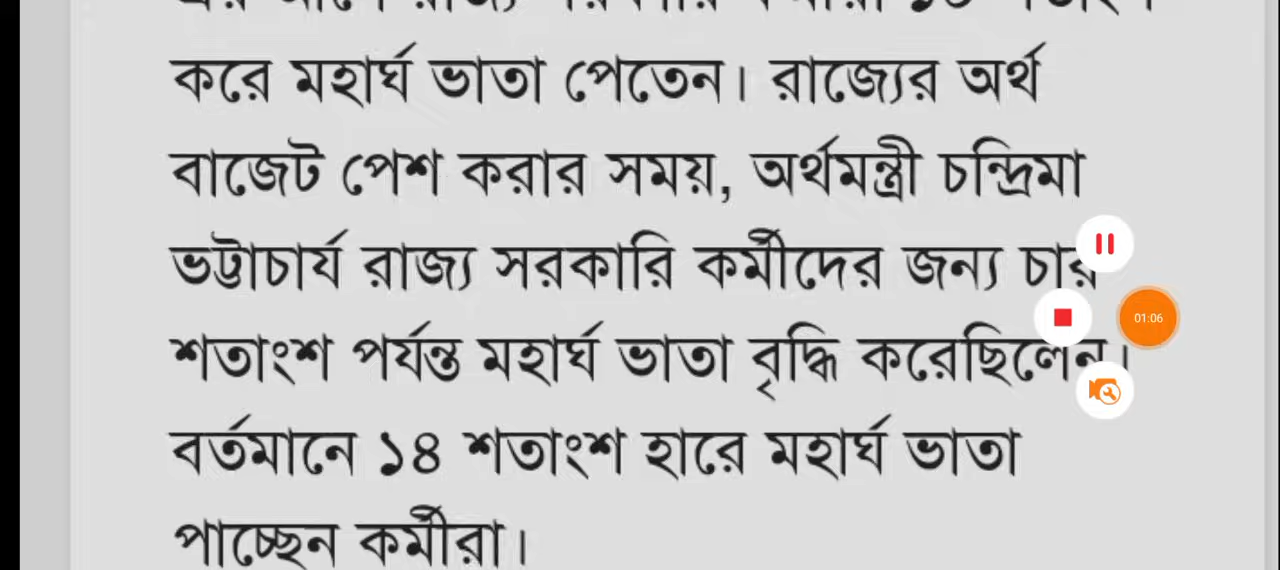 করে মহার্ঘ ভাতা পেতেন। রাজ্যের অর্থ
বাজেট পেশ করার সময়, অর্থমন্ত্রী চন্দ্রিমা
ভট্টাচার্য রাজ্য সরকারি কর্মীদের জন্য চার
শতাংশ পর্যন্ত মহার্ঘ ভাতা বৃদ্ধি করেছিলেন।
01:06
বর্তমানে ১৪ শতাংশ হারে মহার্ঘ ভাতা
পাচ্ছেন কর্মীরা।